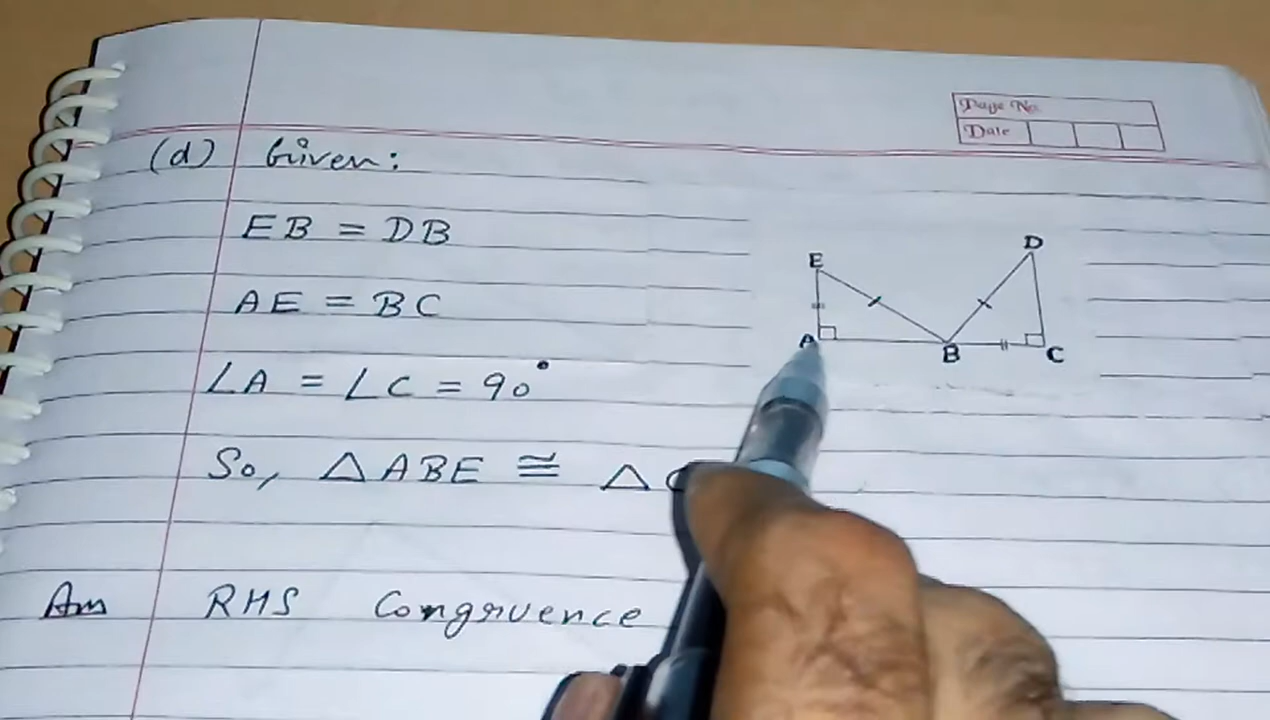 Page No.
Date
(d) Given:
EB = DB
AE = BC
∠A = ∠C = 90°
So, △ABE ≅ △C
Ans RHS Congruence
E
D
A
B
C